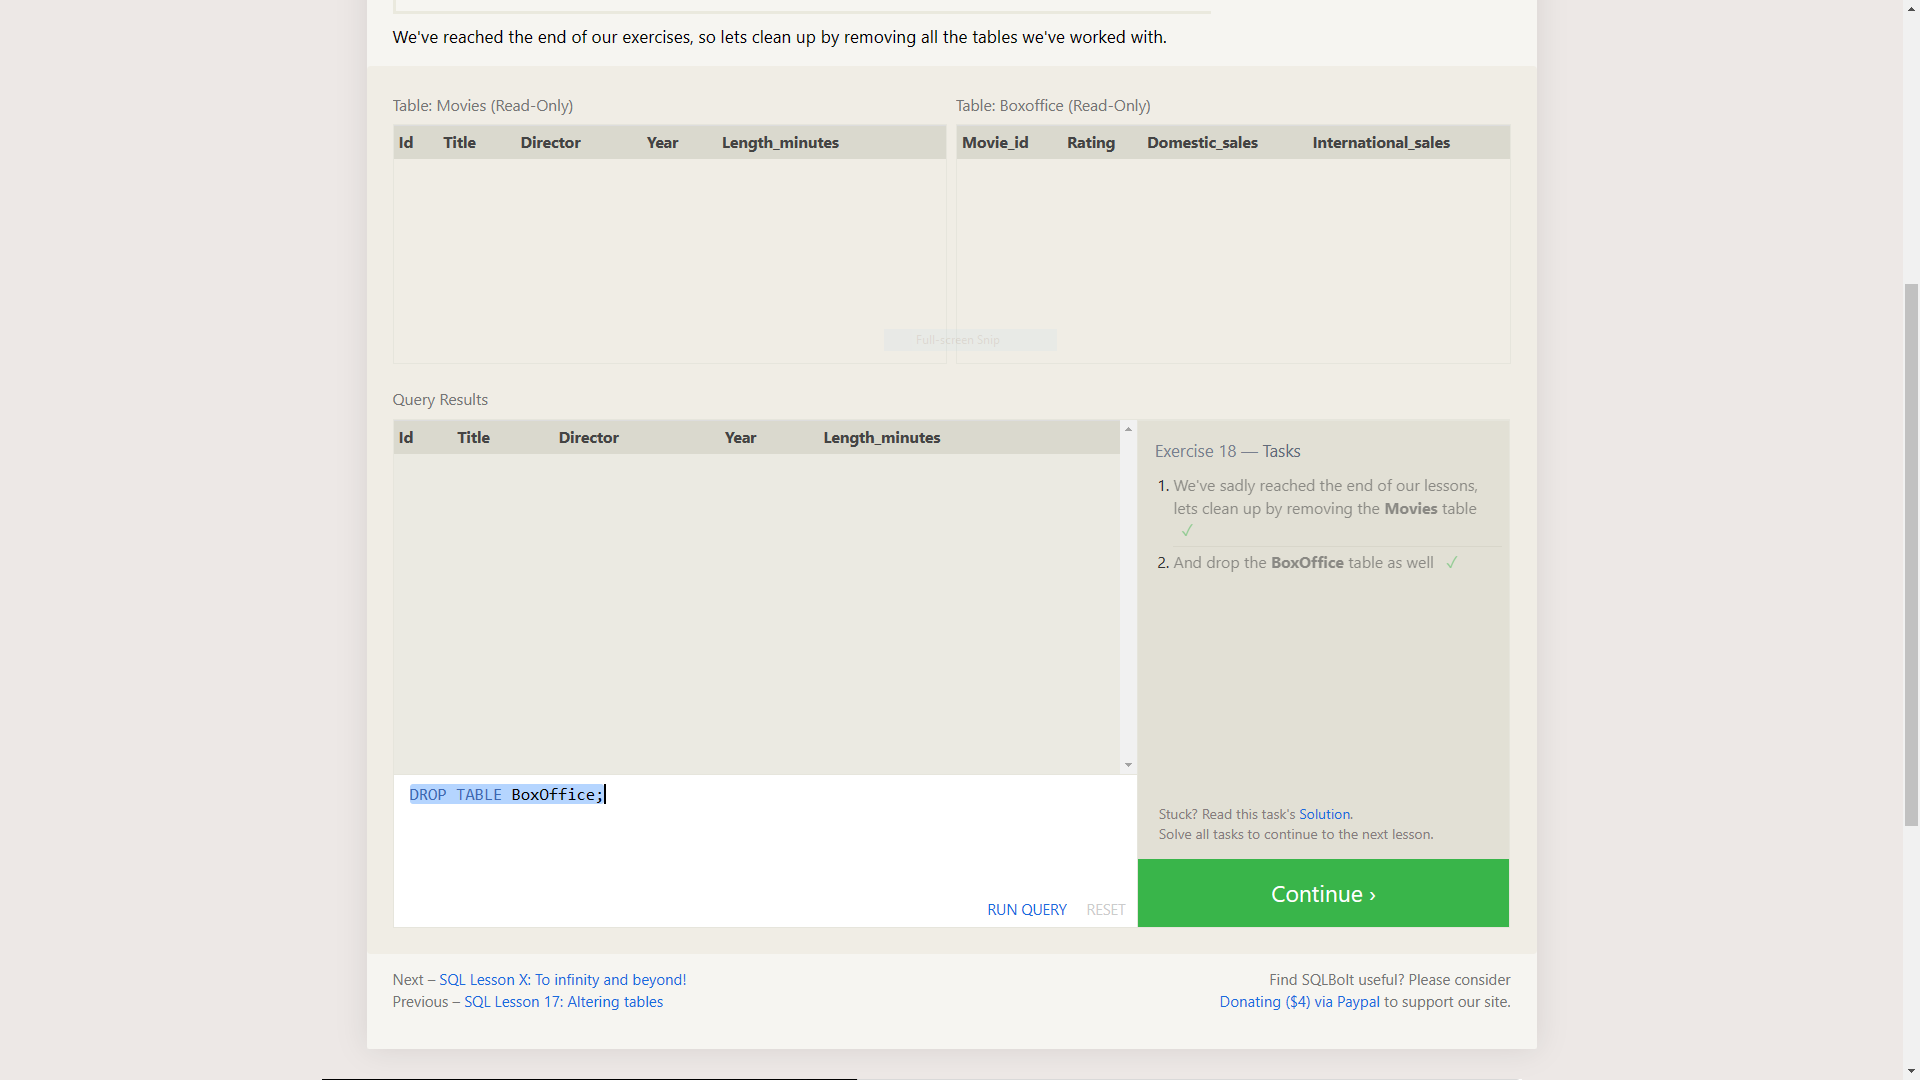 We've reached the end of our exercises, so lets clean up by removing all the tables we've worked with.
Table: Movies (Read-Only)
Id Title Director Year Length_minutes
Table: Boxoffice (Read-Only)
Movie_id Rating Domestic_sales International_sales
Full-screen Snip
Query Results
Id Title Director Year Length_minutes
DROP TABLE BoxOffice;
RUN QUERY RESET
Exercise 18 — Tasks
1. We've sadly reached the end of our lessons,
lets clean up by removing the Movies table
✓
2. And drop the BoxOffice table as well ✓
Stuck? Read this task's Solution.
Solve all tasks to continue to the next lesson.
Continue ›
Next – SQL Lesson X: To infinity and beyond!
Previous – SQL Lesson 17: Altering tables
Find SQLBolt useful? Please consider
Donating ($4) via Paypal to support our site.